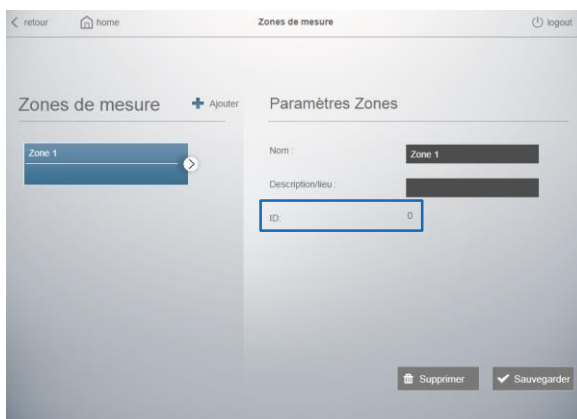 retour home Zones de mesure logout
Zones de mesure Ajouter
Paramètres Zones
Zone 1
Nom : Zone 1
Description/lieu :
ID: 0
Supprimer Sauvegarder